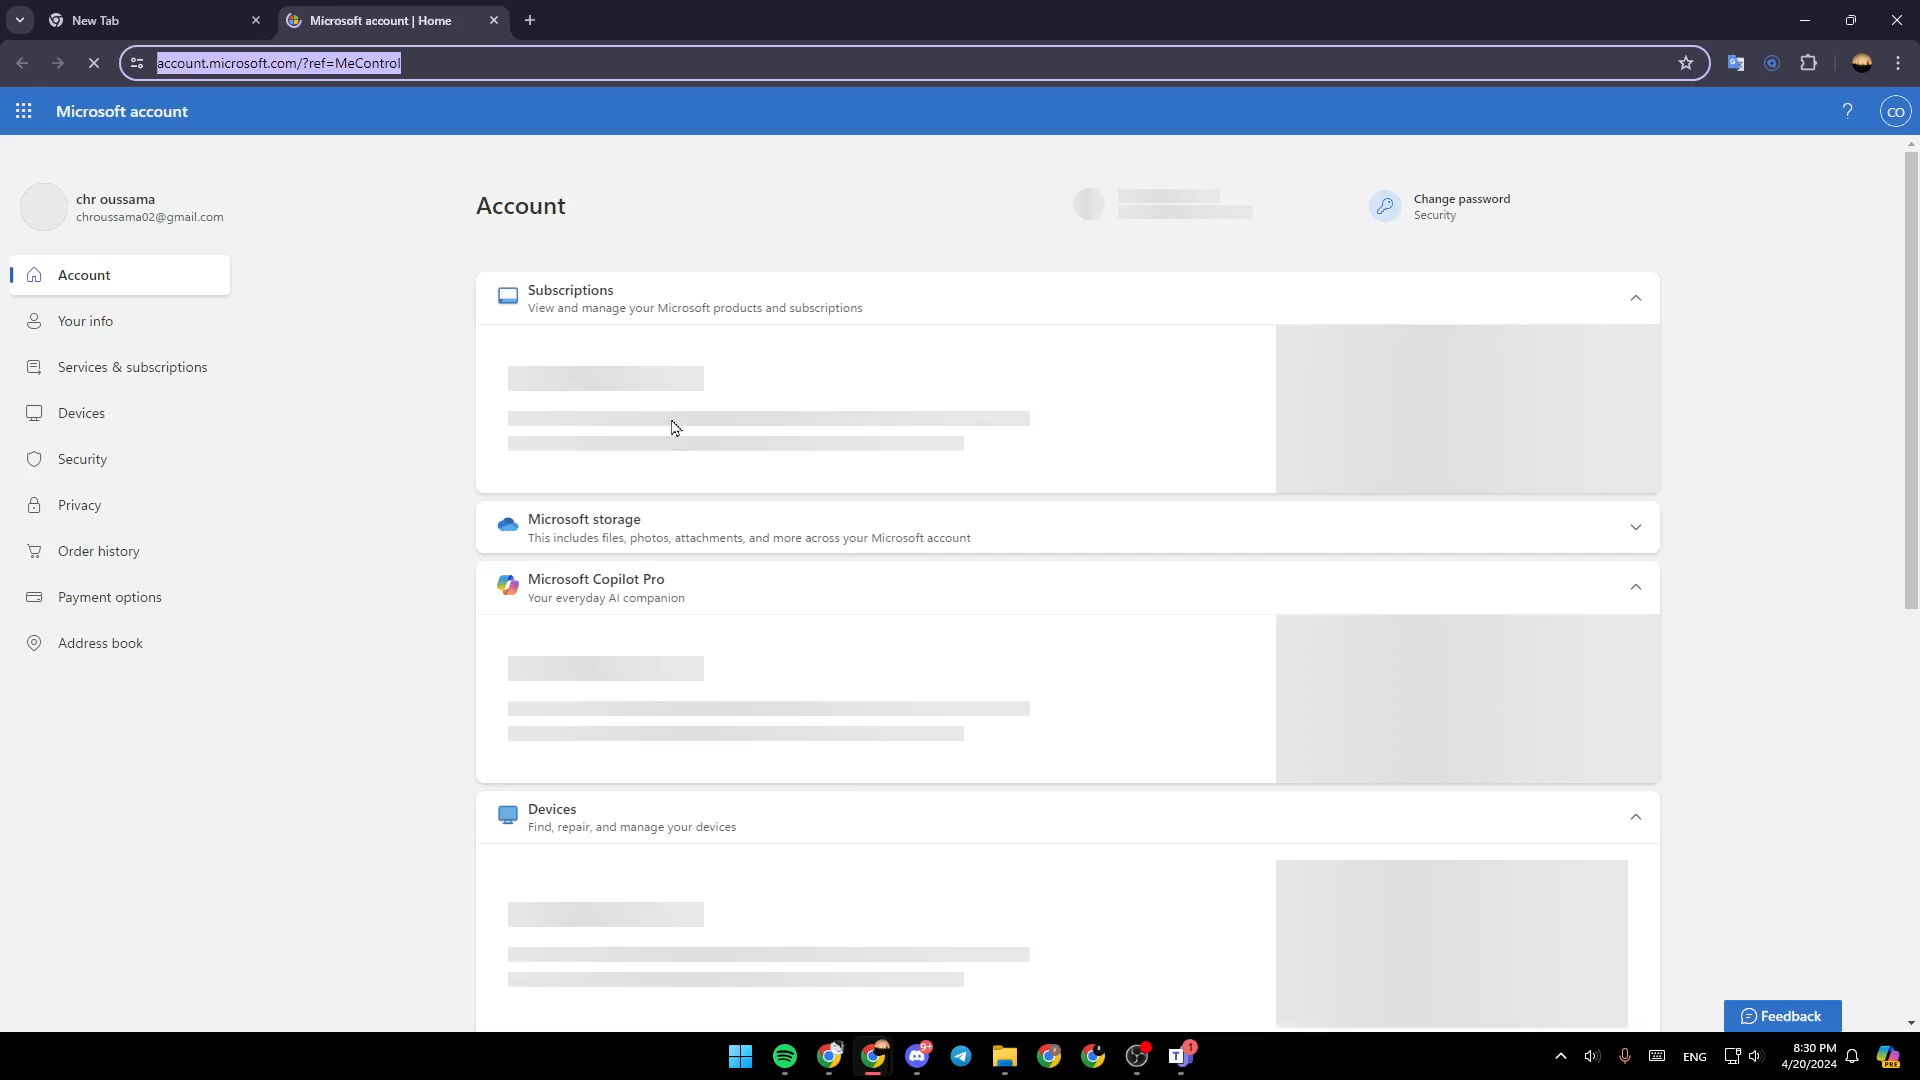 New Tab
Microsoft account | Home
account.microsoft.com/?ref=MeControl
Microsoft account
?
CO
chr oussama
chroussama02@gmail.com
Account
Your info
Services & subscriptions
Devices
Security
Privacy
Order history
Payment options
Address book
Account
Change password
Security
Subscriptions
View and manage your Microsoft products and subscriptions
Microsoft storage
This includes files, photos, attachments, and more across your Microsoft account
Microsoft Copilot Pro
Your everyday AI companion
Devices
Find, repair, and manage your devices
Feedback
9+
T
1
ENG
8:30 PM
4/20/2024
PRE